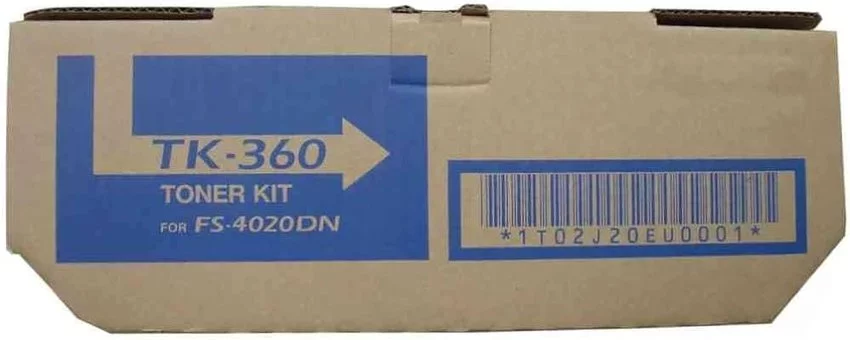 TK-360
TONER KIT
FOR FS-4020DN
*1T02J20EU0001*